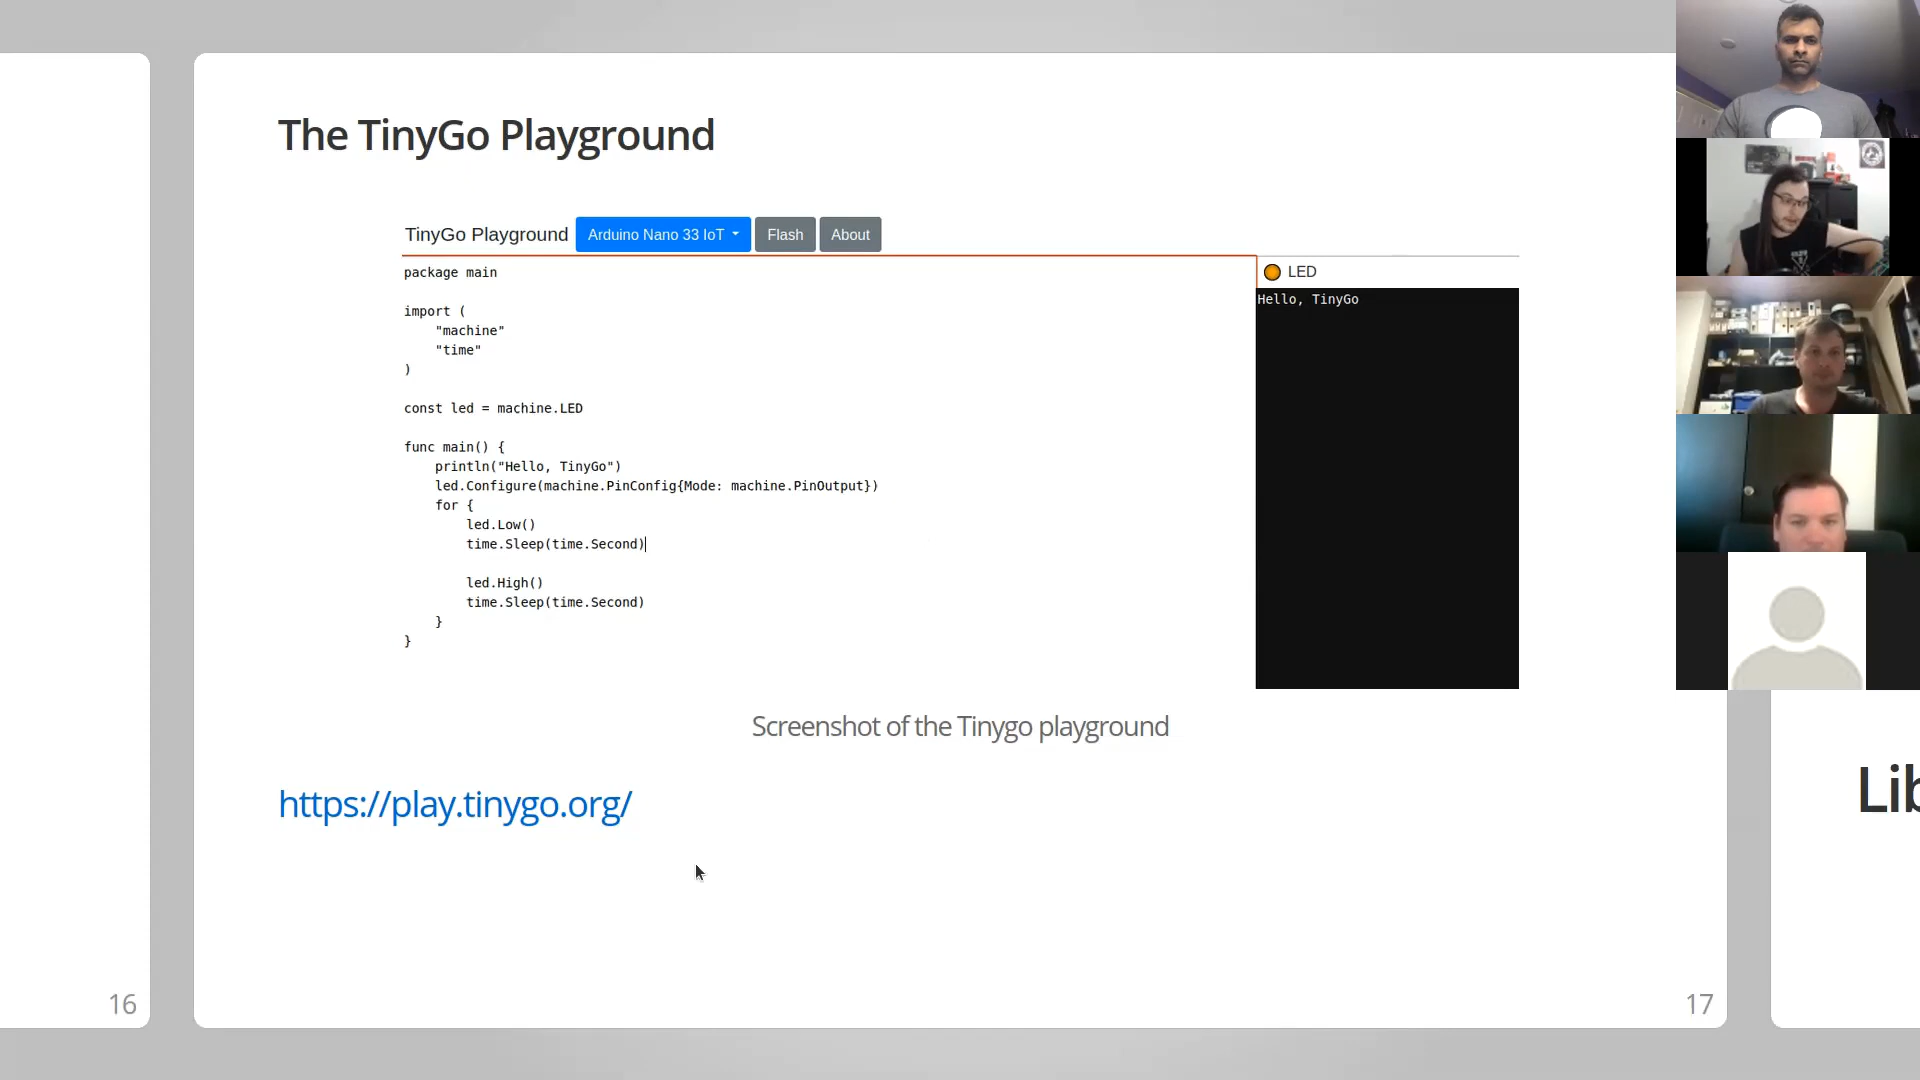 The TinyGo Playground
TinyGo Playground Arduino Nano 33 IoT Flash About
package main
import (
"machine"
"time"
)
const led = machine.LED
func main() {
println("Hello, TinyGo")
led.Configure(machine.PinConfig{Mode: machine.PinOutput})
for {
led.Low()
time.Sleep(time.Second)
led.High()
time.Sleep(time.Second)
}
}
LED
Hello, TinyGo
Screenshot of the Tinygo playground
https://play.tinygo.org/
Lib
16
17